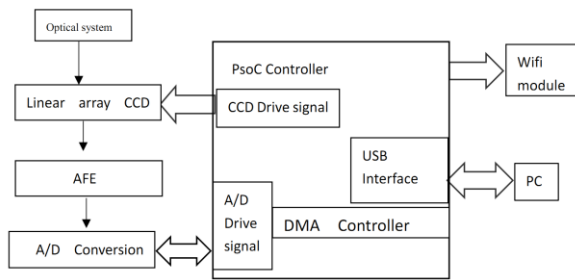 Optical system
Linear array CCD
AFE
A/D Conversion
PsoC Controller
CCD Drive signal
USB
Interface
A/D
Drive
signal
DMA Controller
Wifi
module
PC